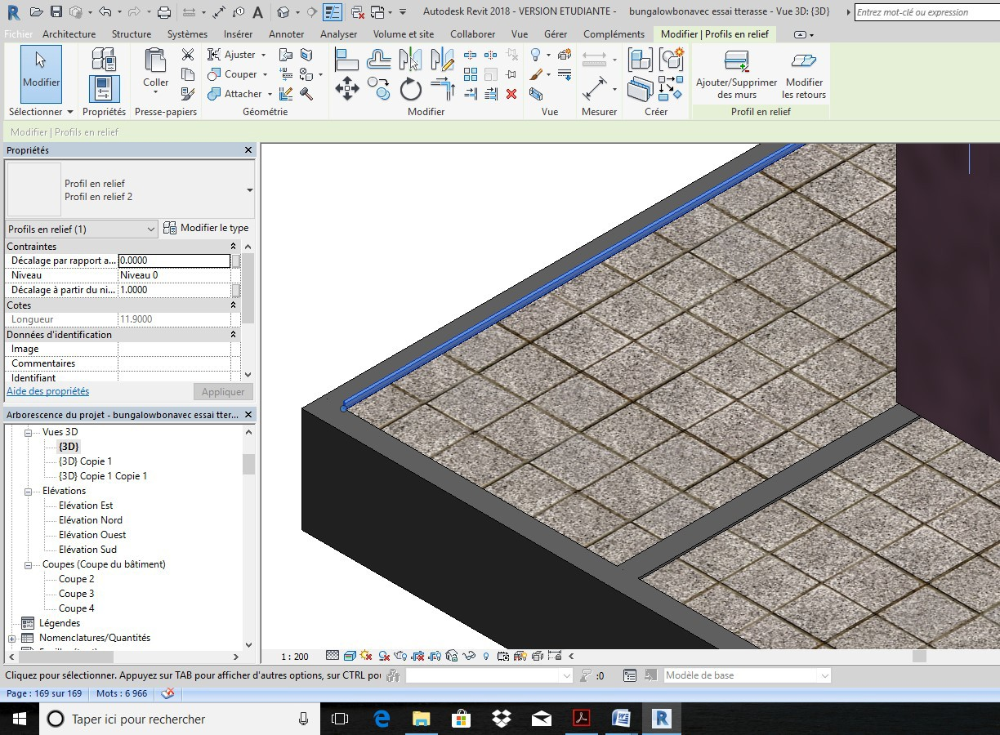 Autodesk Revit 2018 - VERSION ETUDIANTE - bungalowbonavec essai tterasse - Vue 3D: {3D}
Entrez mot-clé ou expression
Fichier Architecture Structure Systèmes Insérer Annoter Analyser Volume et site Collaborer Vue Gérer Compléments Modifier | Profils en relief
Modifier
Sélectionner
Propriétés
Coller
Presse-papiers
Ajuster
Couper
Attacher
Géométrie
Modifier
Vue
Mesurer
Créer
Ajouter/Supprimer
des murs
Modifier
les retours
Profil en relief
Modifier | Profils en relief
Propriétés
Profil en relief
Profil en relief 2
Profils en relief (1)
Modifier le type
Contraintes
Décalage par rapport a... 0.0000
Niveau Niveau 0
Décalage à partir du ni... 1.0000
Cotes
Longueur 11.9000
Données d'identification
Image
Commentaires
Identifiant
Aide des propriétés
Appliquer
Arborescence du projet - bungalowbonavec essai tter...
Vues 3D
{3D}
{3D} Copie 1
{3D} Copie 1 Copie 1
Elévations
Elévation Est
Elévation Nord
Elévation Ouest
Elévation Sud
Coupes (Coupe du bâtiment)
Coupe 2
Coupe 3
Coupe 4
Légendes
Nomenclatures/Quantités
1 : 200
Cliquez pour sélectionner. Appuyez sur TAB pour afficher d'autres options, sur CTRL pou
:0
Modèle de base
Page : 169 sur 169
Mots : 6 966
Taper ici pour rechercher